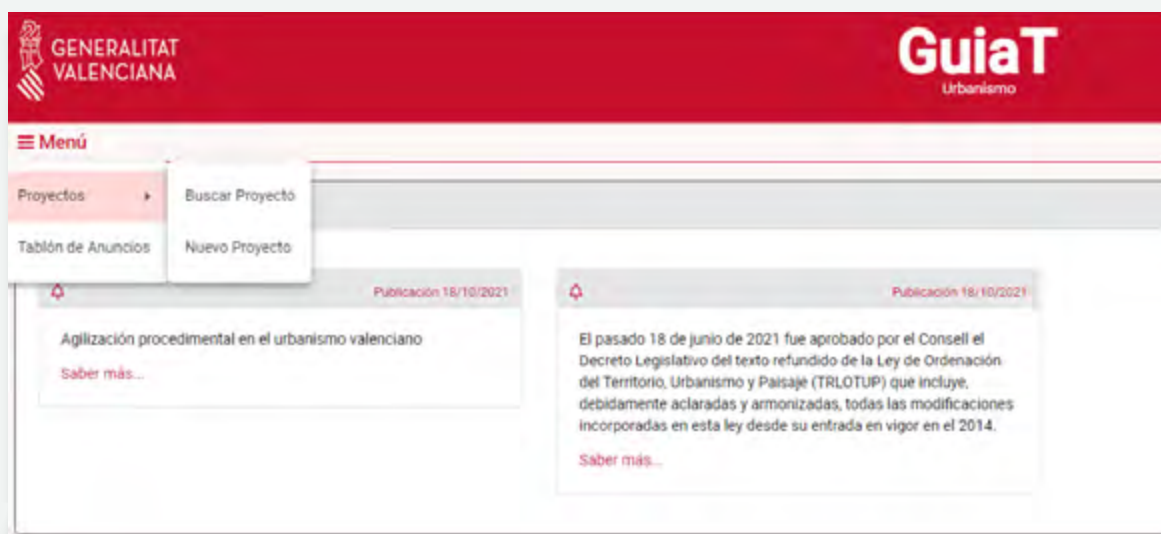 GENERALITAT
VALENCIANA
GuiaT
Urbanismo
Menú
Proyectos
Buscar Proyecto
Tablón de Anuncios
Nuevo Proyecto
Publicación 18/10/2021
Agilización procedimental en el urbanismo valenciano
Saber más...
Publicación 18/10/2021
El pasado 18 de junio de 2021 fue aprobado por el Consell el
Decreto Legislativo del texto refundido de la Ley de Ordenación
del Territorio, Urbanismo y Paisaje (TRLOTUP) que incluye,
debidamente aclaradas y armonizadas, todas las modificaciones
incorporadas en esta ley desde su entrada en vigor en el 2014.
Saber más...